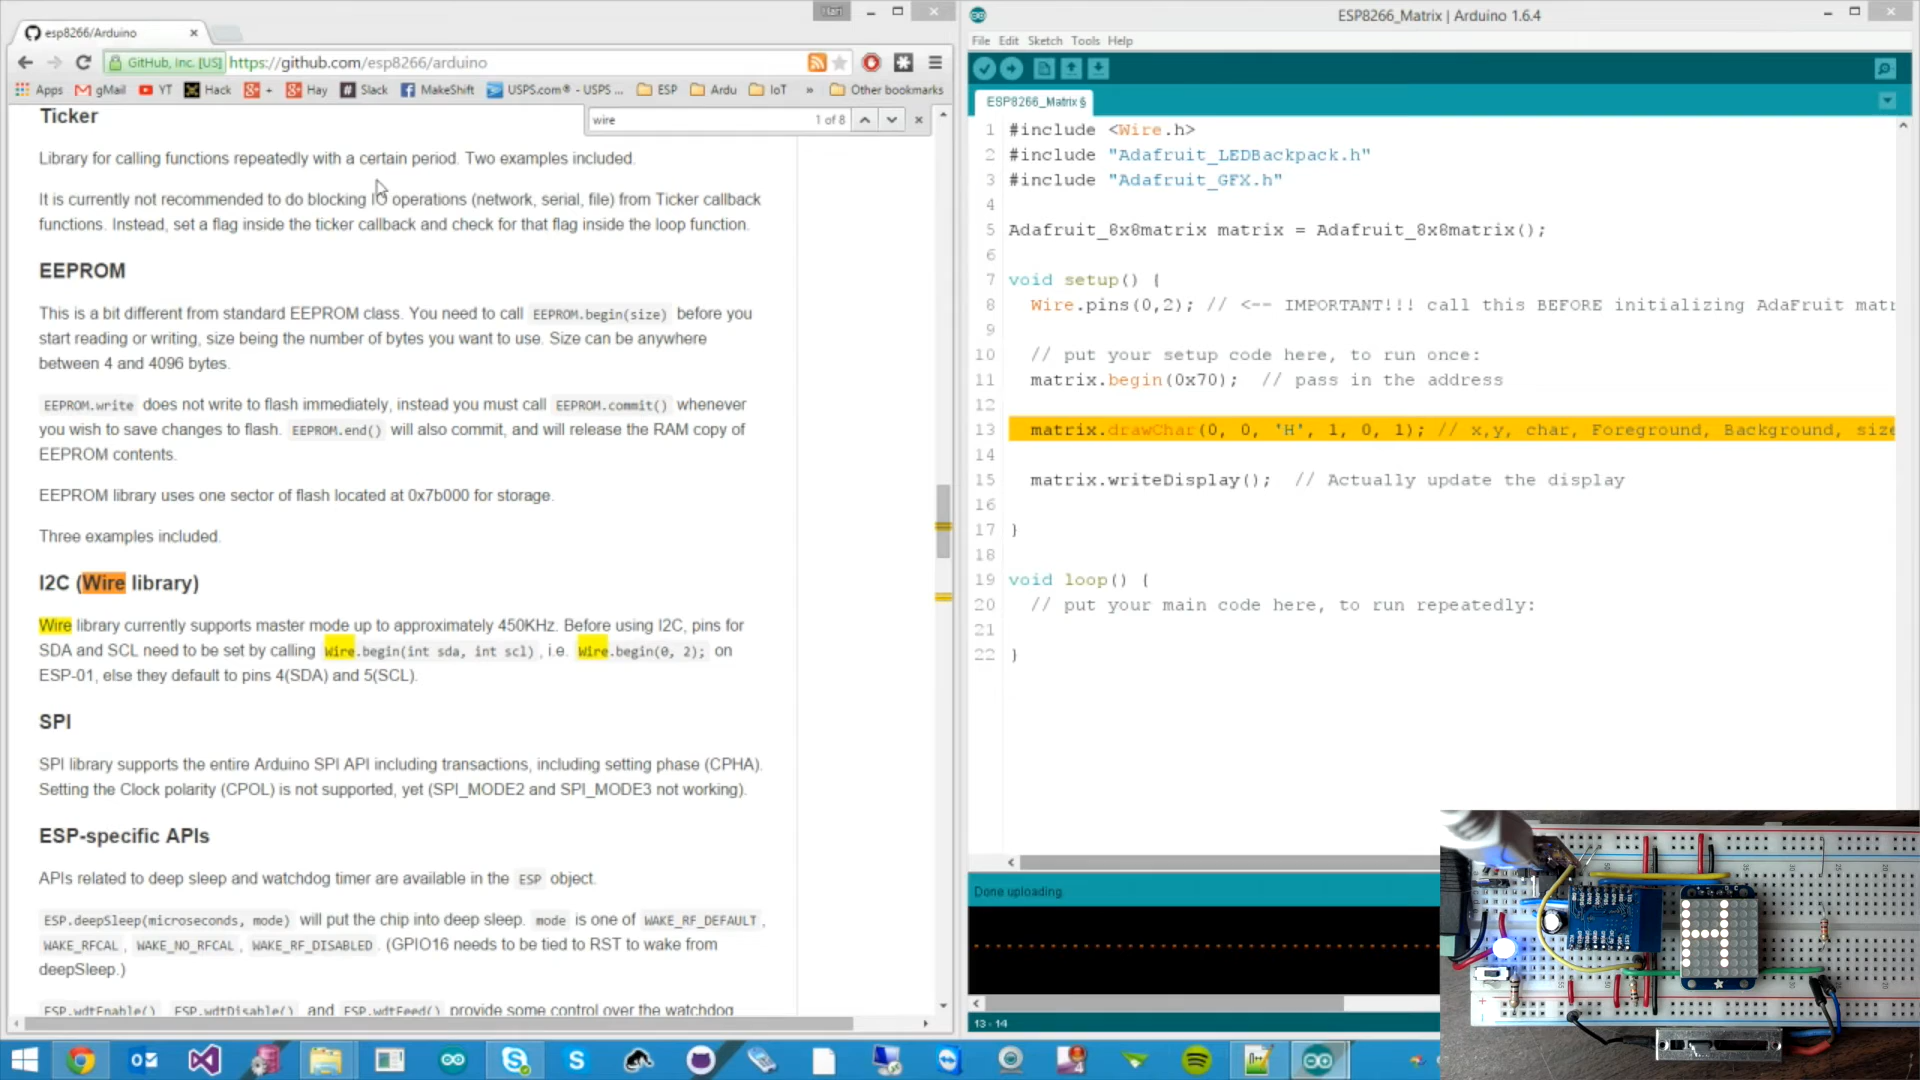 Hari
esp8266/Arduino
GitHub, Inc. [US] https://github.com/esp8266/arduino
Apps gMail YT Hack + Hay Slack MakeShift USPS.com® - USPS ... ESP Ardu IoT » Other bookmarks
wire 1 of 8
Ticker
Library for calling functions repeatedly with a certain period. Two examples included.
It is currently not recommended to do blocking IO operations (network, serial, file) from Ticker callback
functions. Instead, set a flag inside the ticker callback and check for that flag inside the loop function.
EEPROM
This is a bit different from standard EEPROM class. You need to call EEPROM.begin(size) before you
start reading or writing, size being the number of bytes you want to use. Size can be anywhere
between 4 and 4096 bytes.
EEPROM.write does not write to flash immediately, instead you must call EEPROM.commit() whenever
you wish to save changes to flash. EEPROM.end() will also commit, and will release the RAM copy of
EEPROM contents.
EEPROM library uses one sector of flash located at 0x7b000 for storage.
Three examples included.
I2C (Wire library)
Wire library currently supports master mode up to approximately 450KHz. Before using I2C, pins for
SDA and SCL need to be set by calling Wire.begin(int sda, int scl), i.e. Wire.begin(0, 2); on
ESP-01, else they default to pins 4(SDA) and 5(SCL).
SPI
SPI library supports the entire Arduino SPI API including transactions, including setting phase (CPHA).
Setting the Clock polarity (CPOL) is not supported, yet (SPI_MODE2 and SPI_MODE3 not working).
ESP-specific APIs
APIs related to deep sleep and watchdog timer are available in the ESP object.
ESP.deepSleep(microseconds, mode) will put the chip into deep sleep. mode is one of WAKE_RF_DEFAULT,
WAKE_RFCAL, WAKE_NO_RFCAL, WAKE_RF_DISABLED. (GPIO16 needs to be tied to RST to wake from
deepSleep.)
ESP.wdtEnable() ESP.wdtDisable() and ESP.wdtFeed() provide some control over the watchdog
ESP8266_Matrix | Arduino 1.6.4
File Edit Sketch Tools Help
ESP8266_Matrix §
1 #include <Wire.h>
2 #include "Adafruit_LEDBackpack.h"
3 #include "Adafruit_GFX.h"
4
5 Adafruit_8x8matrix matrix = Adafruit_8x8matrix();
6
7 void setup() {
8 Wire.pins(0,2); // <-- IMPORTANT!!! call this BEFORE initializing AdaFruit matr
9
10 // put your setup code here, to run once:
11 matrix.begin(0x70); // pass in the address
12
13 matrix.drawChar(0, 0, 'H', 1, 0, 1); // x,y, char, Foreground, Background, size
14
15 matrix.writeDisplay(); // Actually update the display
16
17 }
18
19 void loop() {
20 // put your main code here, to run repeatedly:
21
22 }
Done uploading
13 - 14
H